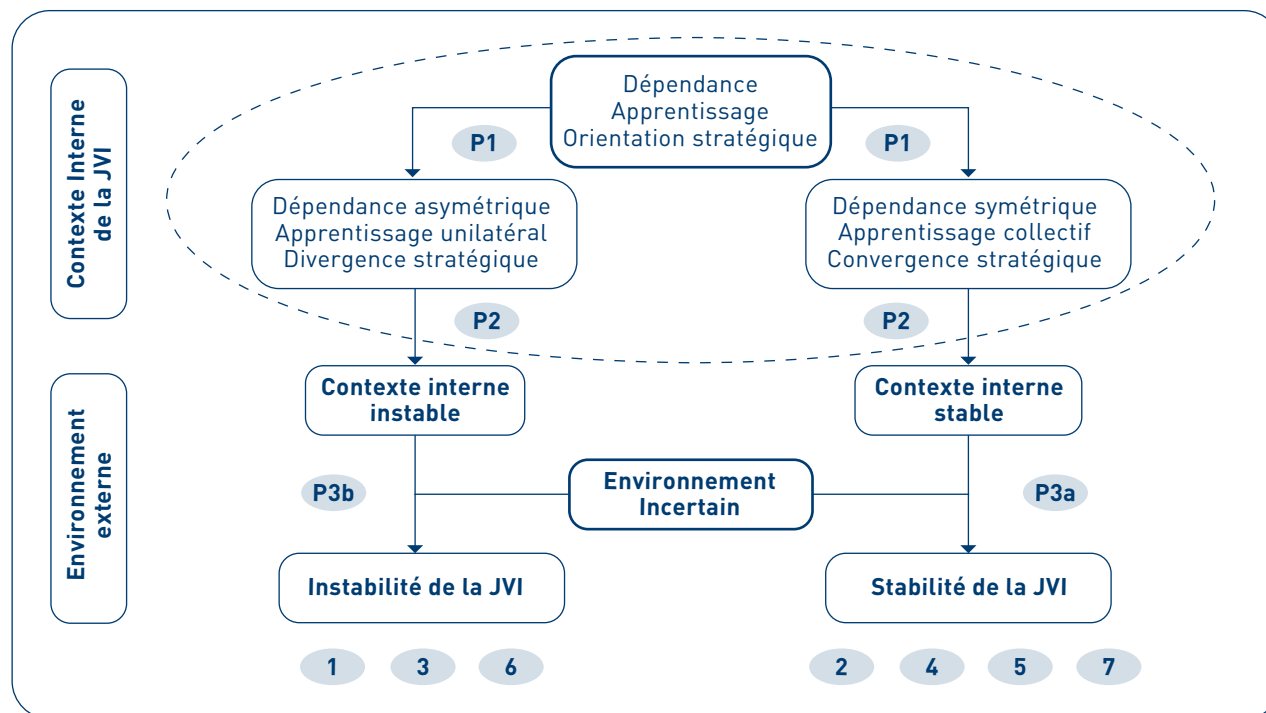 Contexte Interne
de la JVI
Dépendance
Apprentissage
Orientation stratégique
P1
P1
Dépendance asymétrique
Apprentissage unilatéral
Divergence stratégique
Dépendance symétrique
Apprentissage collectif
Convergence stratégique
P2
P2
Environnement
externe
Contexte interne
instable
Contexte interne
stable
P3b
Environnement
Incertain
P3a
Instabilité de la JVI
Stabilité de la JVI
1
3
6
2
4
5
7